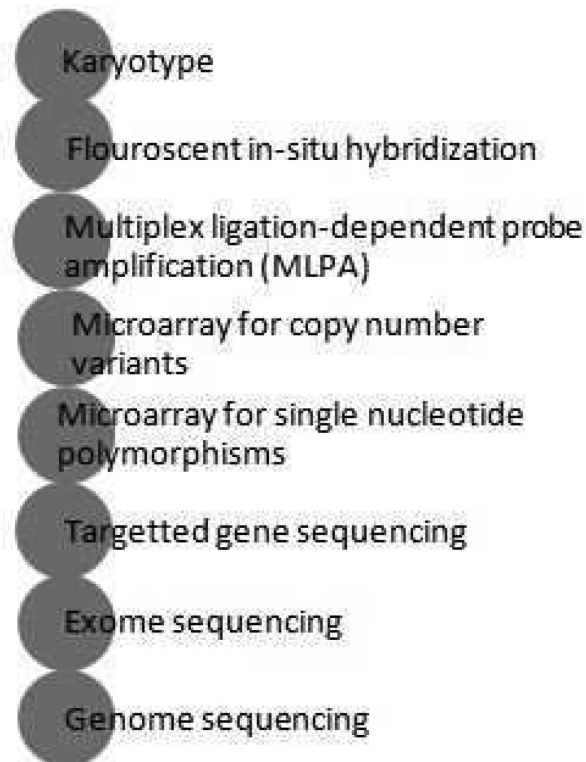 Karyotype
Flouroscent in-situ hybridization
Multiplex ligation-dependent probe
amplification (MLPA)
Microarray for copy number
variants
Microarray for single nucleotide
polymorphisms
Targetted gene sequencing
Exome sequencing
Genome sequencing